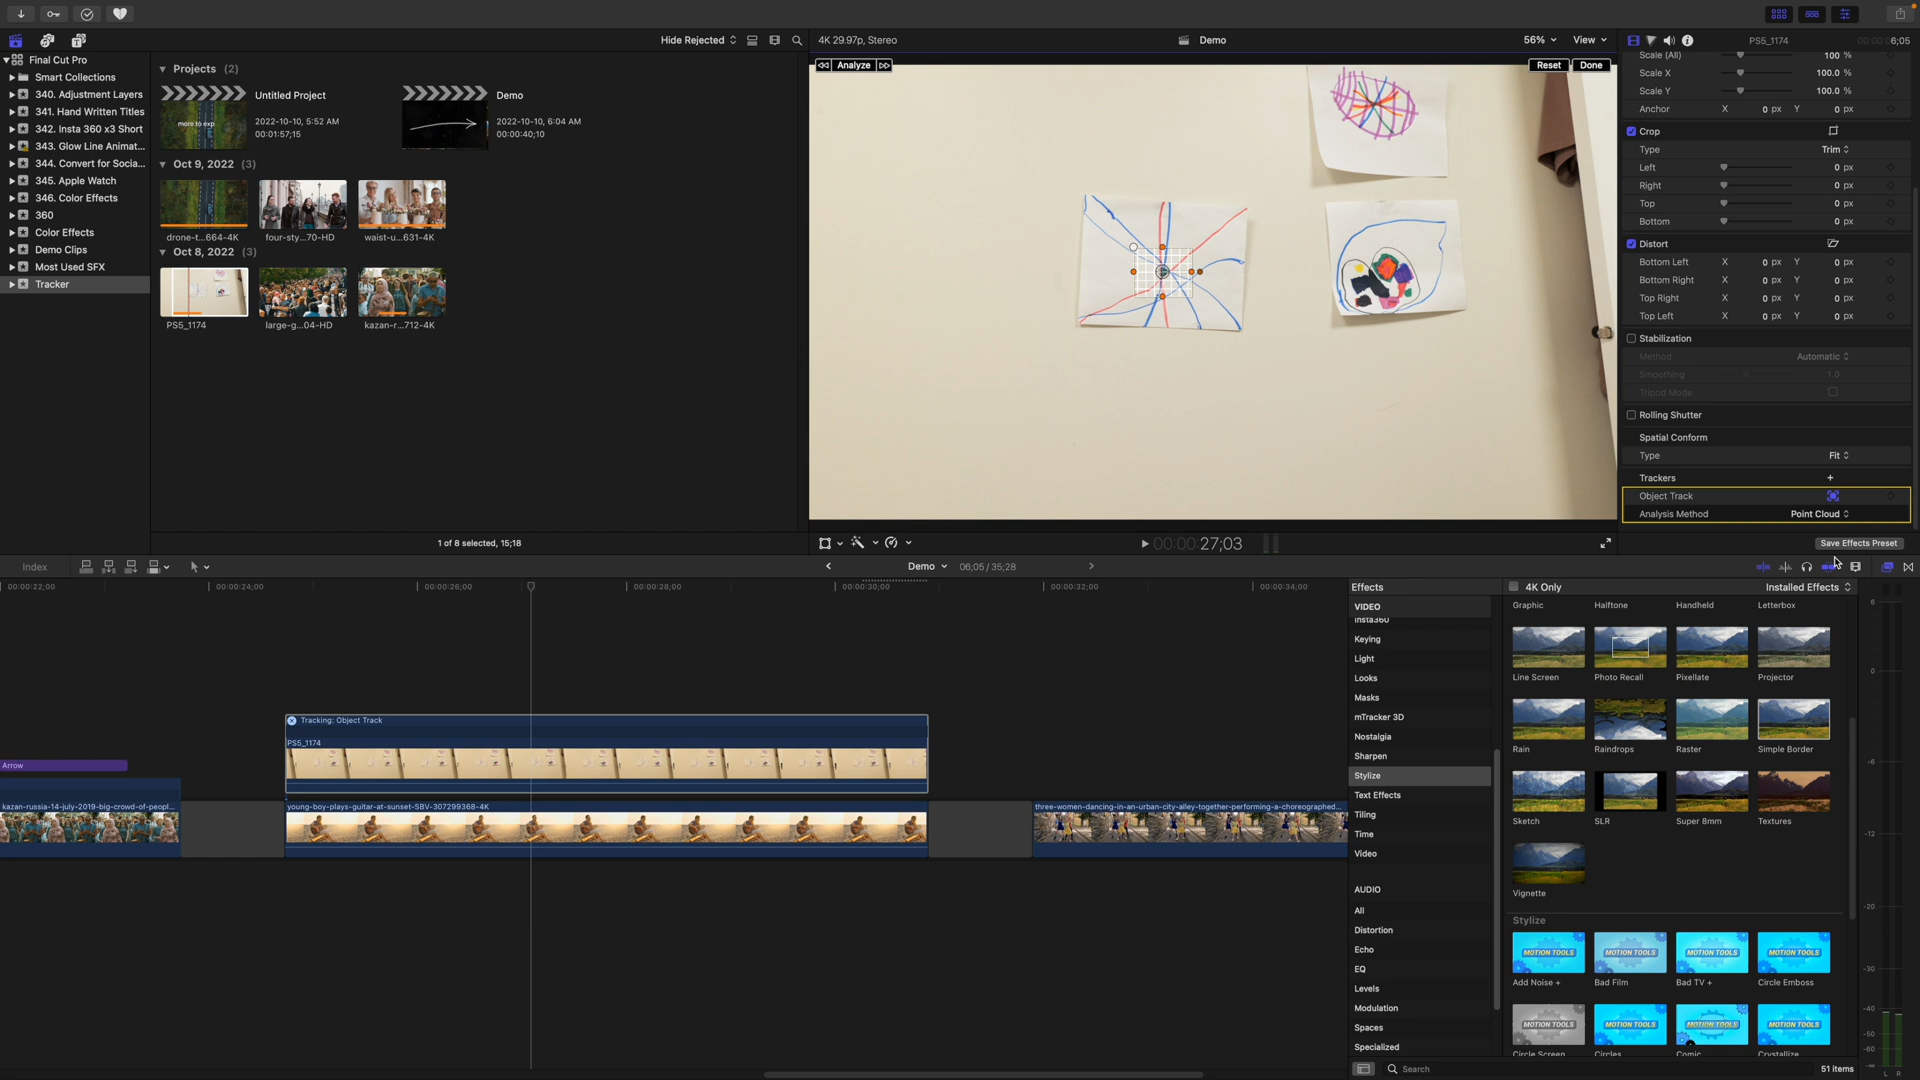 Hide Rejected
4K 29.97p, Stereo
Demo
56%
View
PS5_1174
00:00:06;05
Final Cut Pro
Smart Collections
340. Adjustment Layers
341. Hand Written Titles
342. Insta 360 x3 Short
343. Glow Line Animat...
344. Convert for Socia...
345. Apple Watch
346. Color Effects
360
Color Effects
Demo Clips
Most Used SFX
Tracker
Projects (2)
Untitled Project
2022-10-10, 5:52 AM
00:01:57;15
more to exp
Demo
2022-10-10, 6:04 AM
00:00:40;10
Oct 9, 2022 (3)
drone-t...664-4K
four-sty...70-HD
waist-u...631-4K
Oct 8, 2022 (3)
PS5_1174
large-g...04-HD
kazan-r...712-4K
1 of 8 selected, 15;18
Analyze
Reset
Done
00:00:00:27;03
Scale (All) 100 %
Scale X 100.0 %
Scale Y 100.0 %
Anchor X 0 px Y 0 px
Crop
Type Trim
Left 0 px
Right 0 px
Top 0 px
Bottom 0 px
Distort
Bottom Left X 0 px Y 0 px
Bottom Right X 0 px Y 0 px
Top Right X 0 px Y 0 px
Top Left X 0 px Y 0 px
Stabilization
Method Automatic
Smoothing 1.0
Tripod Mode
Rolling Shutter
Spatial Conform
Type Fit
Trackers +
Object Track
Analysis Method Point Cloud
Save Effects Preset
Index
Demo
06;05 / 35;28
00:00:22;00
00:00:24;00
00:00:26;00
00:00:28;00
00:00:30;00
00:00:32;00
00:00:34;00
Tracking: Object Track
PS5_1174
Arrow
kazan-russia-14-july-2019-big-crowd-of-peopl...
young-boy-plays-guitar-at-sunset-SBV-307299368-4K
three-women-dancing-in-an-urban-city-alley-together-performing-a-choreographed...
Effects
4K Only
Installed Effects
VIDEO
Insta360
Keying
Light
Looks
Masks
mTracker 3D
Nostalgia
Sharpen
Stylize
Text Effects
Tiling
Time
Video
AUDIO
All
Distortion
Echo
EQ
Levels
Modulation
Spaces
Specialized
Graphic
Halftone
Handheld
Letterbox
Line Screen
Photo Recall
Pixellate
Projector
Rain
Raindrops
Raster
Simple Border
Sketch
SLR
Super 8mm
Textures
Vignette
Stylize
MOTION TOOLS
MOTION TOOLS
MOTION TOOLS
MOTION TOOLS
Add Noise +
Bad Film
Bad TV +
Circle Emboss
MOTION TOOLS
MOTION TOOLS
MOTION TOOLS
MOTION TOOLS
Circle Screen
Circles
Comic
Crystallize
Search
51 items
6
0
-6
-12
-20
-30
-40
-50
-60
-∞
L R